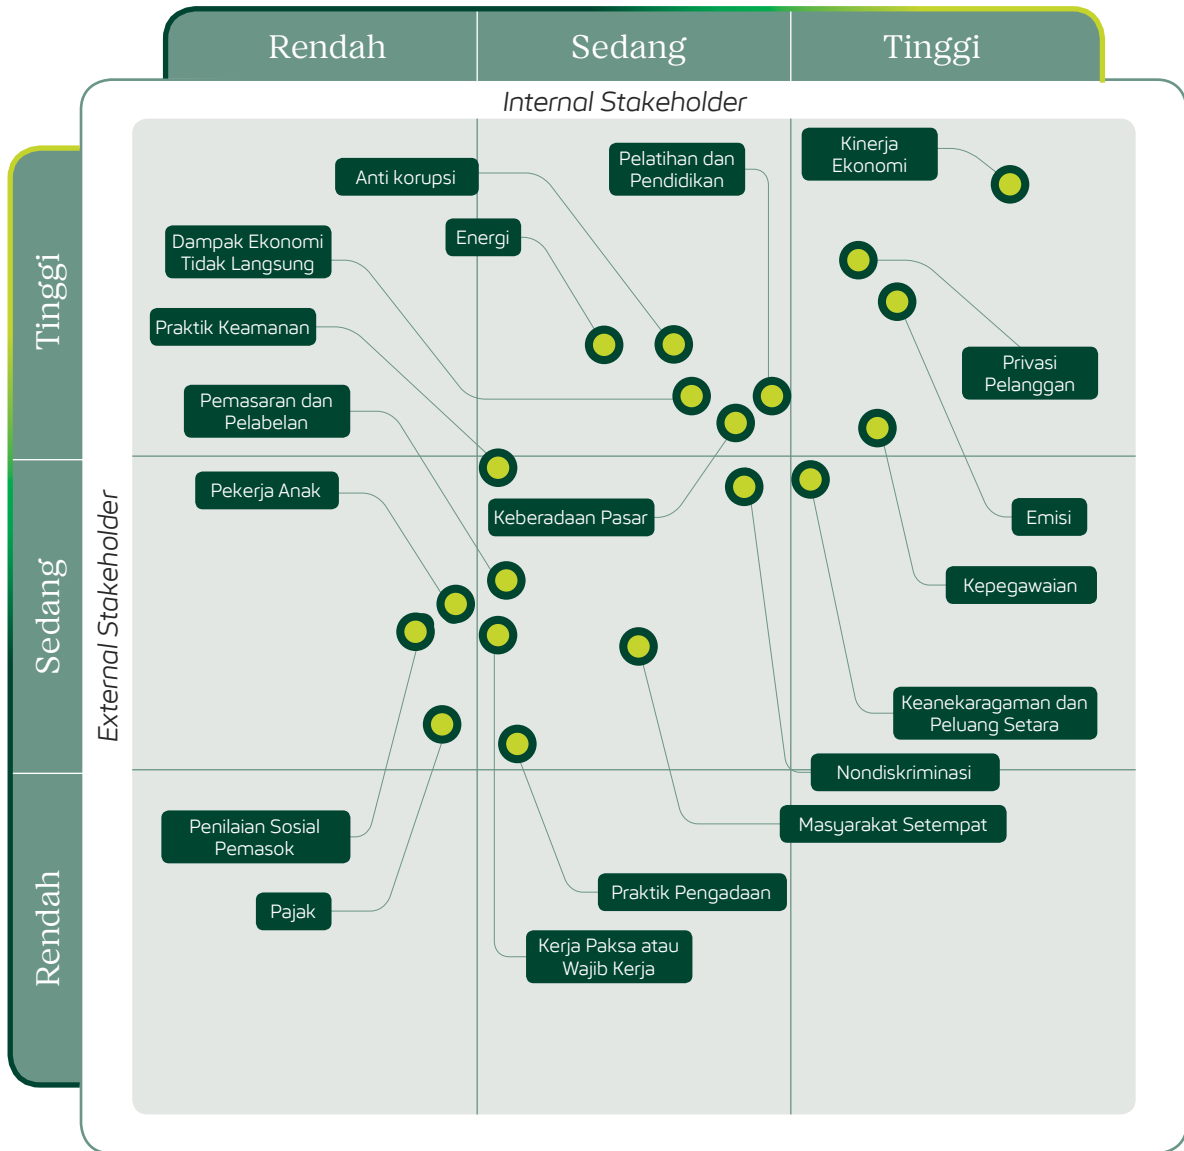 Rendah
Sedang
Tinggi
Internal Stakeholder
External Stakeholder
Tinggi
Sedang
Rendah
Kinerja
Ekonomi
Pelatihan dan
Pendidikan
Anti korupsi
Energi
Dampak Ekonomi
Tidak Langsung
Praktik Keamanan
Privasi
Pelanggan
Pemasaran dan
Pelabelan
Pekerja Anak
Keberadaan Pasar
Emisi
Kepegawaian
Keanekaragaman dan
Peluang Setara
Nondiskriminasi
Penilaian Sosial
Pemasok
Masyarakat Setempat
Praktik Pengadaan
Pajak
Kerja Paksa atau
Wajib Kerja